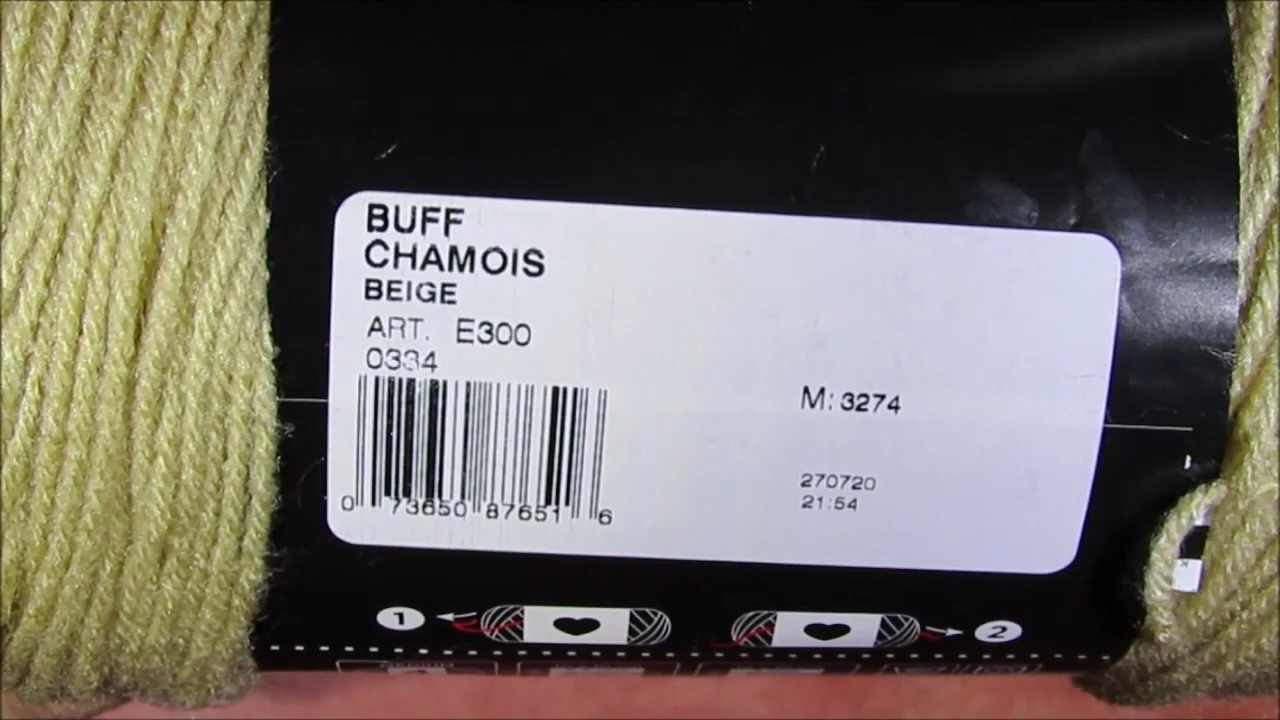 BUFF
CHAMOIS
BEIGE
ART. E300
0334
0 73650 87651 6
M: 3274
270720
21:54
1
2